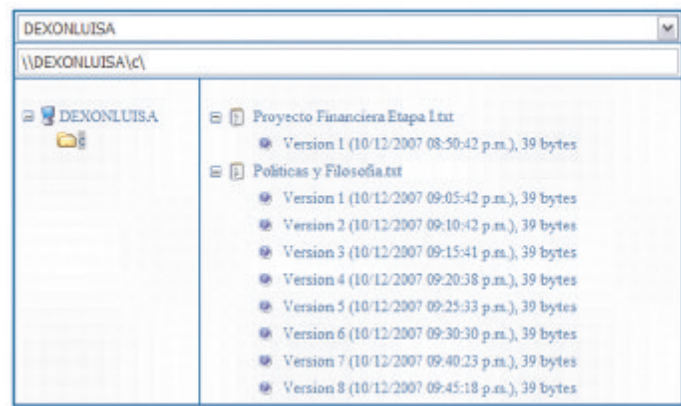 DEXONLUISA
\\DEXONLUISA\c\
DEXONLUISA
c
Proyecto Financiera Etapa I.txt
Version 1 (10/12/2007 08:50:42 p.m.), 39 bytes
Politicas y Filosofia.txt
Version 1 (10/12/2007 09:05:42 p.m.), 39 bytes
Version 2 (10/12/2007 09:10:42 p.m.), 39 bytes
Version 3 (10/12/2007 09:15:41 p.m.), 39 bytes
Version 4 (10/12/2007 09:20:38 p.m.), 39 bytes
Version 5 (10/12/2007 09:25:33 p.m.), 39 bytes
Version 6 (10/12/2007 09:30:30 p.m.), 39 bytes
Version 7 (10/12/2007 09:40:23 p.m.), 39 bytes
Version 8 (10/12/2007 09:45:18 p.m.), 39 bytes